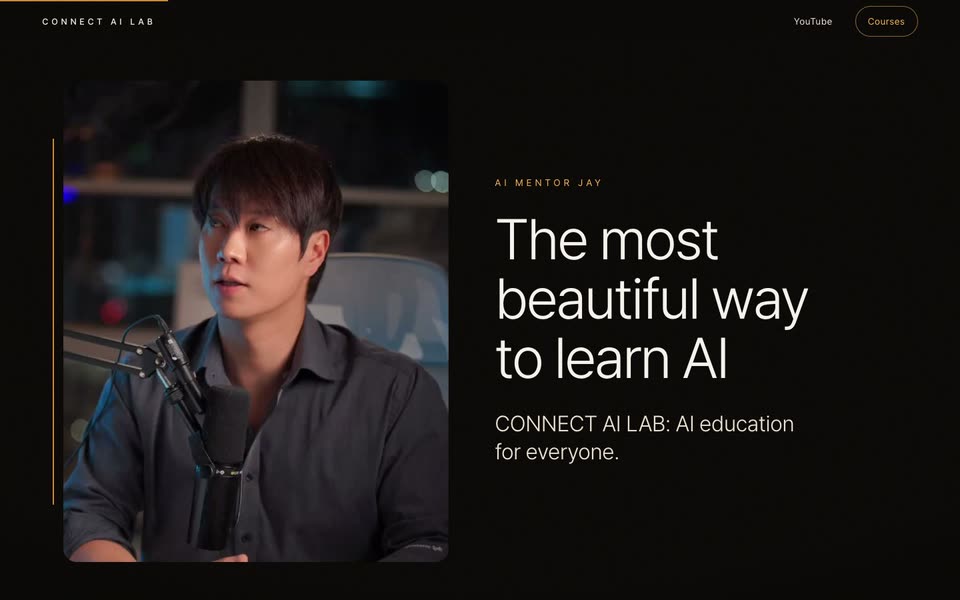 CONNECT AI LAB
YouTube
Courses
AI MENTOR JAY
The most
beautiful way
to learn AI
CONNECT AI LAB: AI education
for everyone.